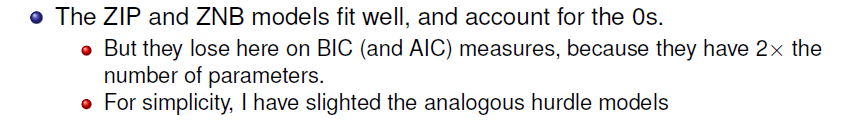 The ZIP and ZNB models fit well, and account for the 0s.
But they lose here on BIC (and AIC) measures, because they have 2× the
number of parameters.
For simplicity, I have slighted the analogous hurdle models